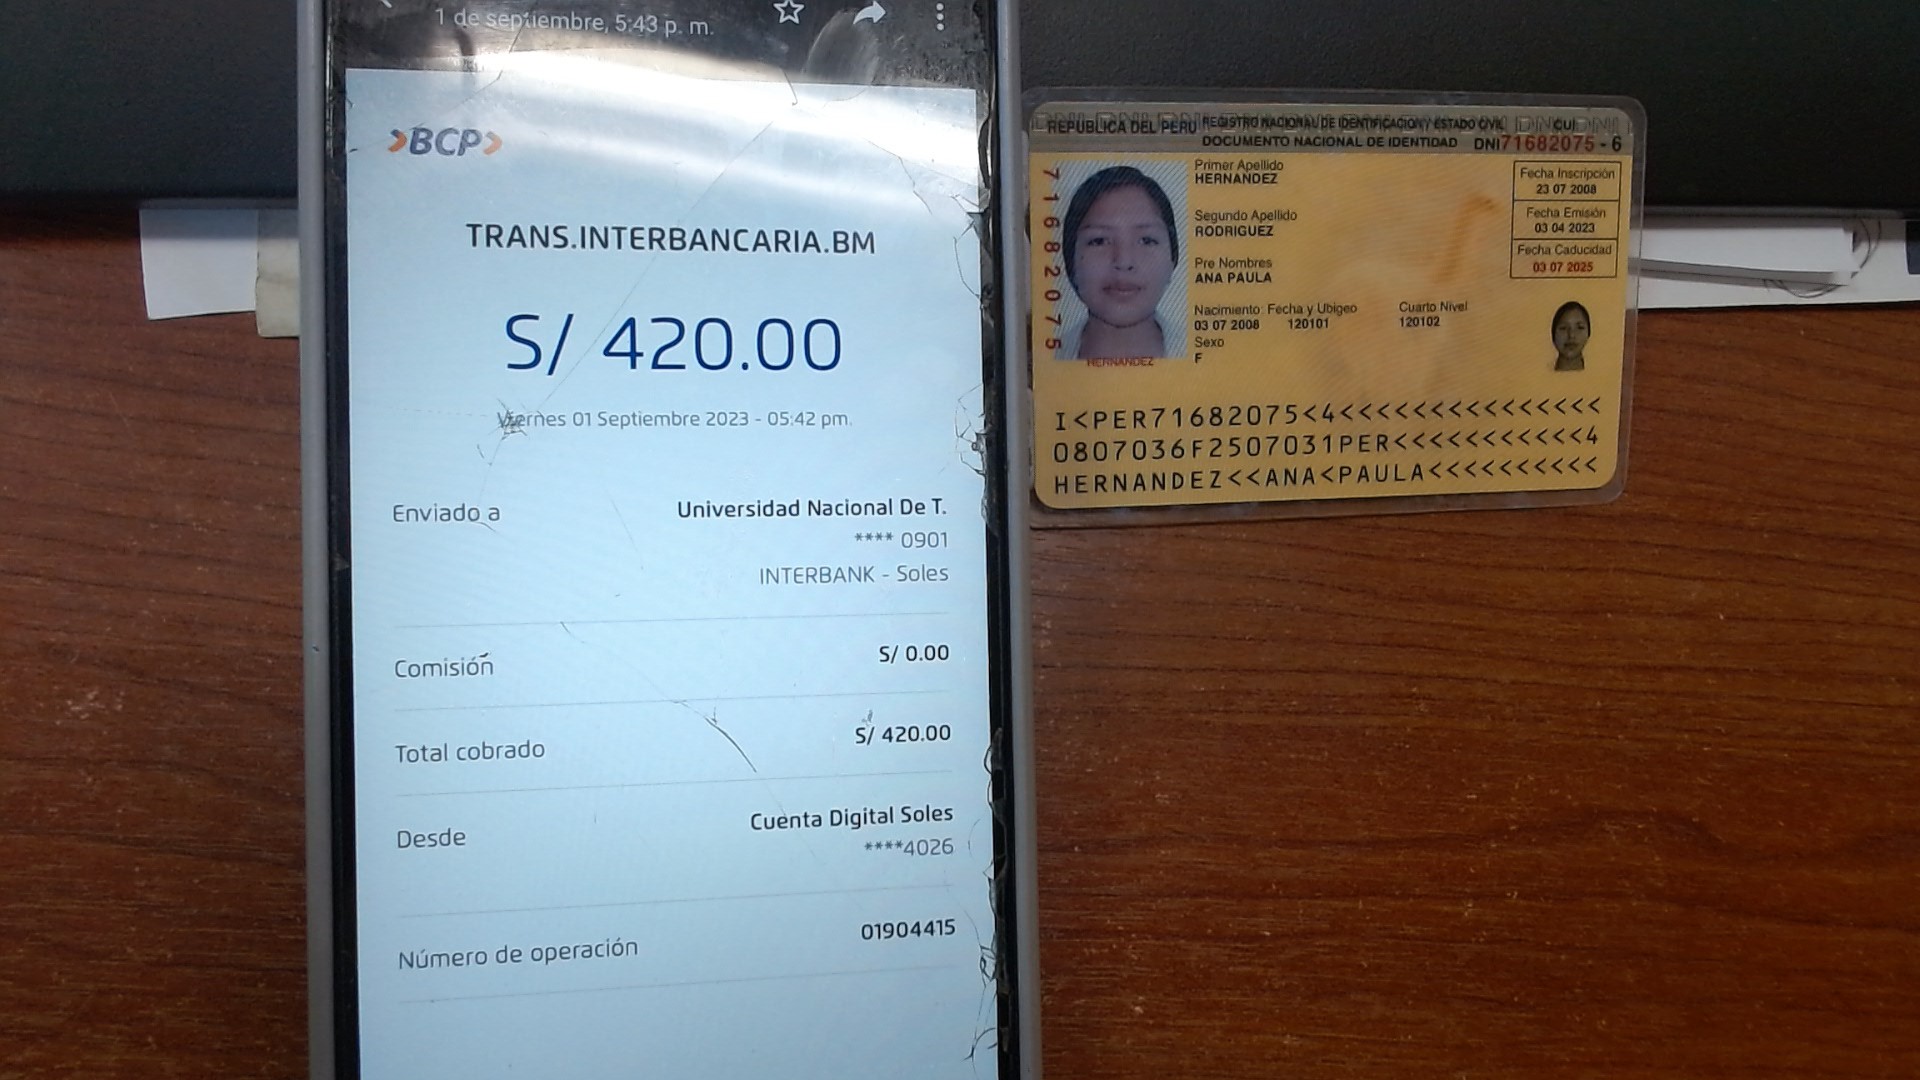 1 de septiembre, 5:43 p. m.
>BCP>
TRANS.INTERBANCARIA.BM
S/ 420.00
Viernes 01 Septiembre 2023 - 05:42 pm.
Enviado a
Universidad Nacional De T.
**** 0901
INTERBANK - Soles
Comisión
S/ 0.00
Total cobrado
S/ 420.00
Desde
Cuenta Digital Soles
****4026
Número de operación
01904415
REPUBLICA DEL PERU REGISTRO NACIONAL DE IDENTIFICACION Y ESTADO CIVIL CUI
DOCUMENTO NACIONAL DE IDENTIDAD DNI71682075 - 6
71682075
Primer Apellido
HERNANDEZ
Segundo Apellido
RODRIGUEZ
Pre Nombres
ANA PAULA
Nacimiento: Fecha y Ubigeo
03 07 2008 120101
Sexo
F
Cuarto Nivel
120102
Fecha Inscripción
23 07 2008
Fecha Emisión
03 04 2023
Fecha Caducidad
03 07 2025
HERNANDEZ
I<PER71682075<4<<<<<<<<<<<<<<<
0807036F2507031PER<<<<<<<<<<<4
HERNANDEZ<<ANA<PAULA<<<<<<<<<<